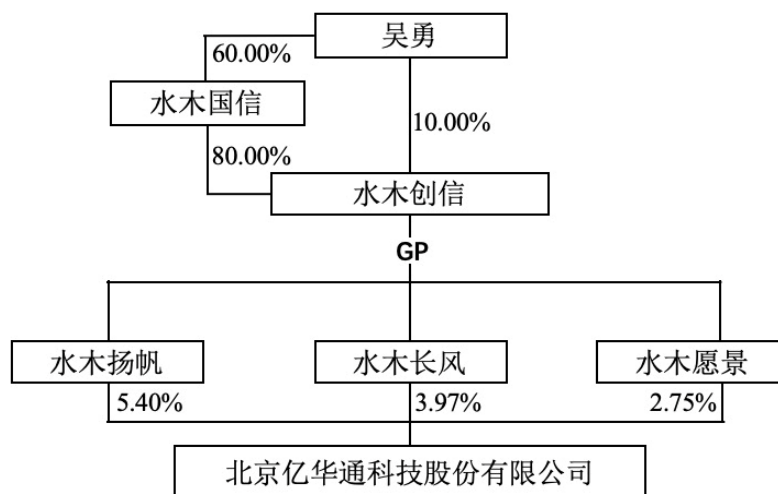 吴勇
60.00%
水木国信
10.00%
80.00%
水木创信
GP
水木扬帆
水木长风
水木愿景
5.40%
3.97%
2.75%
北京亿华通科技股份有限公司